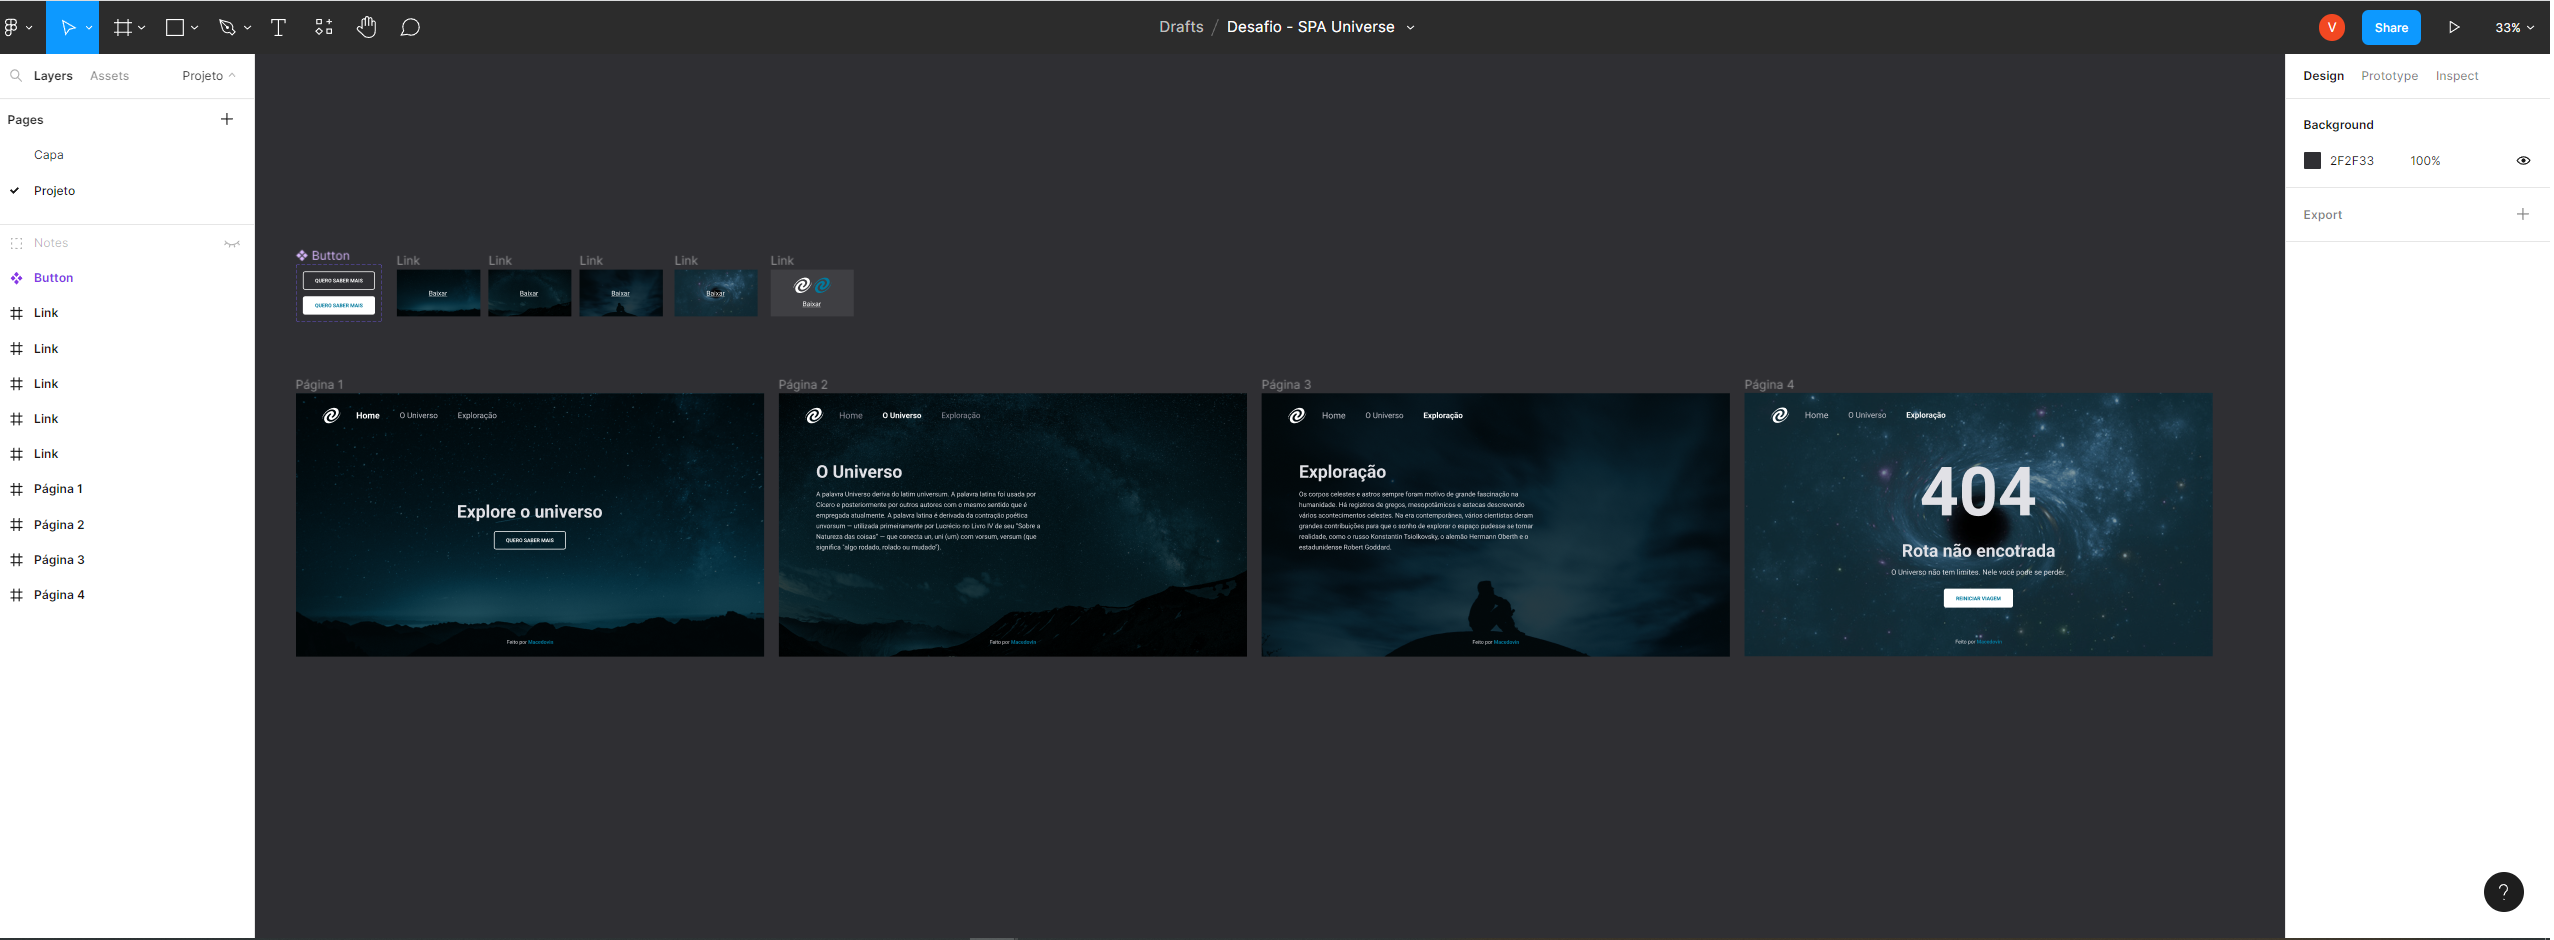 Drafts / Desafio - SPA Universe
V
Share
33%
Layers
Assets
Projeto
Pages
Capa
Projeto
Notes
Button
Link
Link
Link
Link
Link
Página 1
Página 2
Página 3
Página 4
Design
Prototype
Inspect
Background
2F2F33
100%
Export
?
Button
QUERO SABER MAIS
QUERO SABER MAIS
Link
Baixar
Link
Baixar
Link
Baixar
Link
Baixar
Link
Baixar
Página 1
Home
O Universo
Exploração
Explore o universo
QUERO SABER MAIS
Feito por Macedovin
Página 2
Home
O Universo
Exploração
O Universo
A palavra Universo deriva do latim universum. A palavra latina foi usada por
Cícero e posteriormente por outros autores com o mesmo sentido que é
empregada atualmente. A palavra latina é derivada da contração poética
unvorsum — utilizada primeiramente por Lucrécio no Livro IV de seu "Sobre a
Natureza das coisas" — que conecta un, uni (um) com vorsum, versum (que
significa "algo rodado, rolado ou mudado").
Feito por Macedovin
Página 3
Home
O Universo
Exploração
Exploração
Os corpos celestes e astros sempre foram motivo de grande fascinação na
humanidade. Há registros de gregos, mesopotâmicos e astecas descrevendo
vários acontecimentos celestes. Na era contemporânea, vários cientistas deram
grandes contribuições para que o sonho de explorar o espaço pudesse se tornar
realidade, como o russo Konstantin Tsiolkovsky, o alemão Hermann Oberth e o
estadunidense Robert Goddard.
Feito por Macedovin
Página 4
Home
O Universo
Exploração
404
Rota não encotrada
O Universo não tem limites. Nele você pode se perder.
REINICIAR VIAGEM
Feito por Macedovin